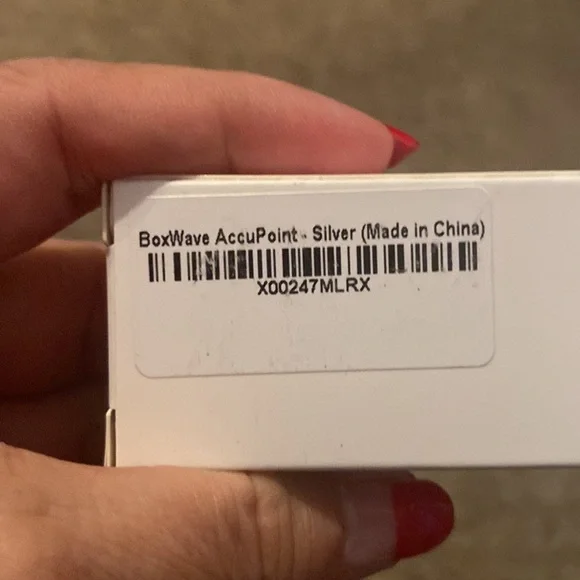 BoxWave AccuPoint - Silver (Made in China)
X00247MLRX